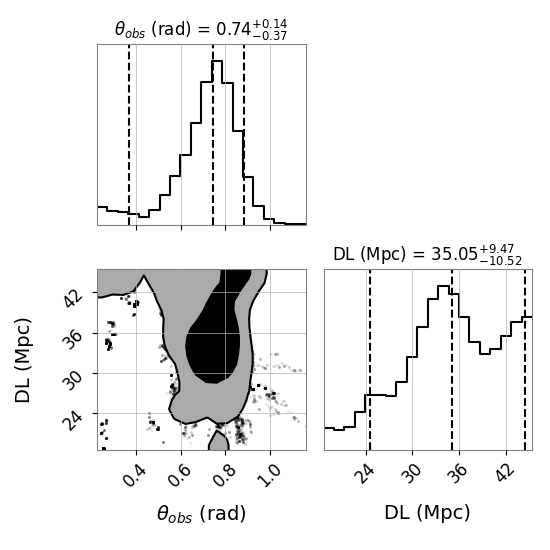 θ_obs (rad) = 0.74^{+0.14}_{−0.37}
DL (Mpc) = 35.05^{+9.47}_{−10.52}
DL (Mpc)
42
36
30
24
0.4 0.6 0.8 1.0
θ_obs (rad)
24 30 36 42
DL (Mpc)